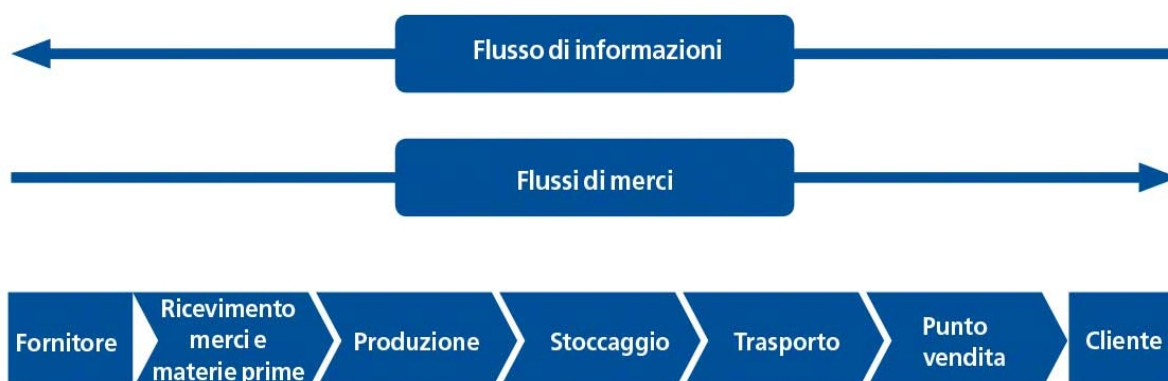 Flusso di informazioni
Flussi di merci
Fornitore
Ricevimento
merci e
materie prime
Produzione
Stoccaggio
Trasporto
Punto
vendita
Cliente